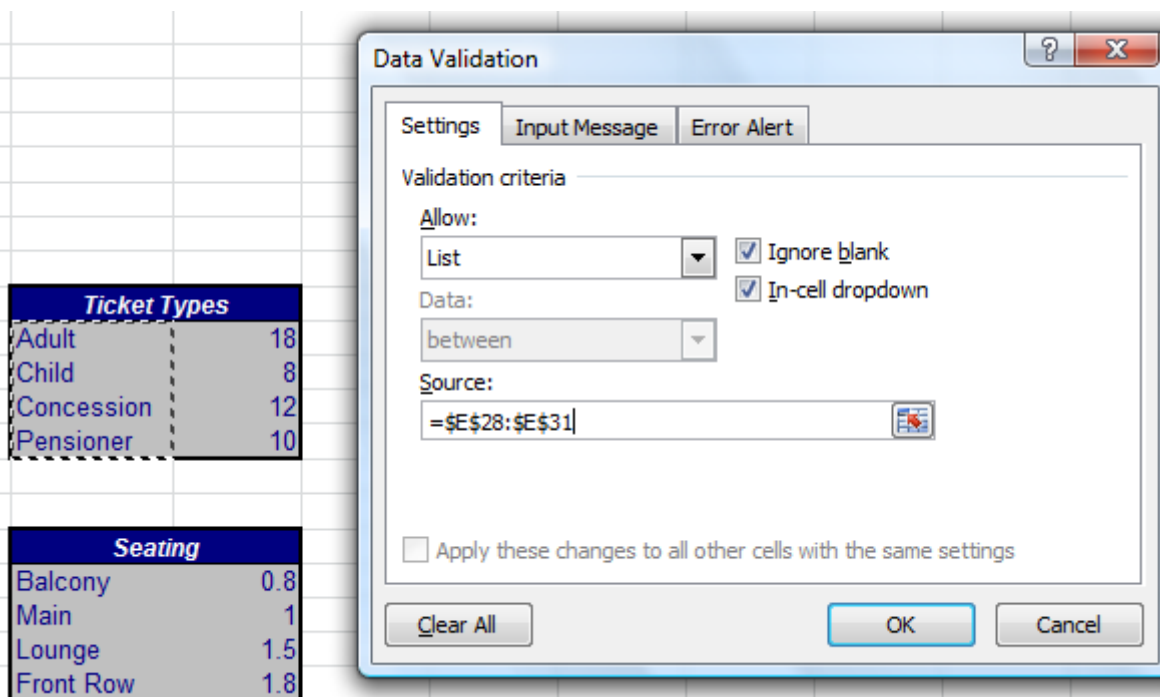 Data Validation
Settings Input Message Error Alert
Validation criteria
Allow:
List
Ignore blank
In-cell dropdown
Data:
between
Source:
=$E$28:$E$31
Apply these changes to all other cells with the same settings
Clear All OK Cancel
Ticket Types
Adult 18
Child 8
Concession 12
Pensioner 10
Seating
Balcony 0.8
Main 1
Lounge 1.5
Front Row 1.8